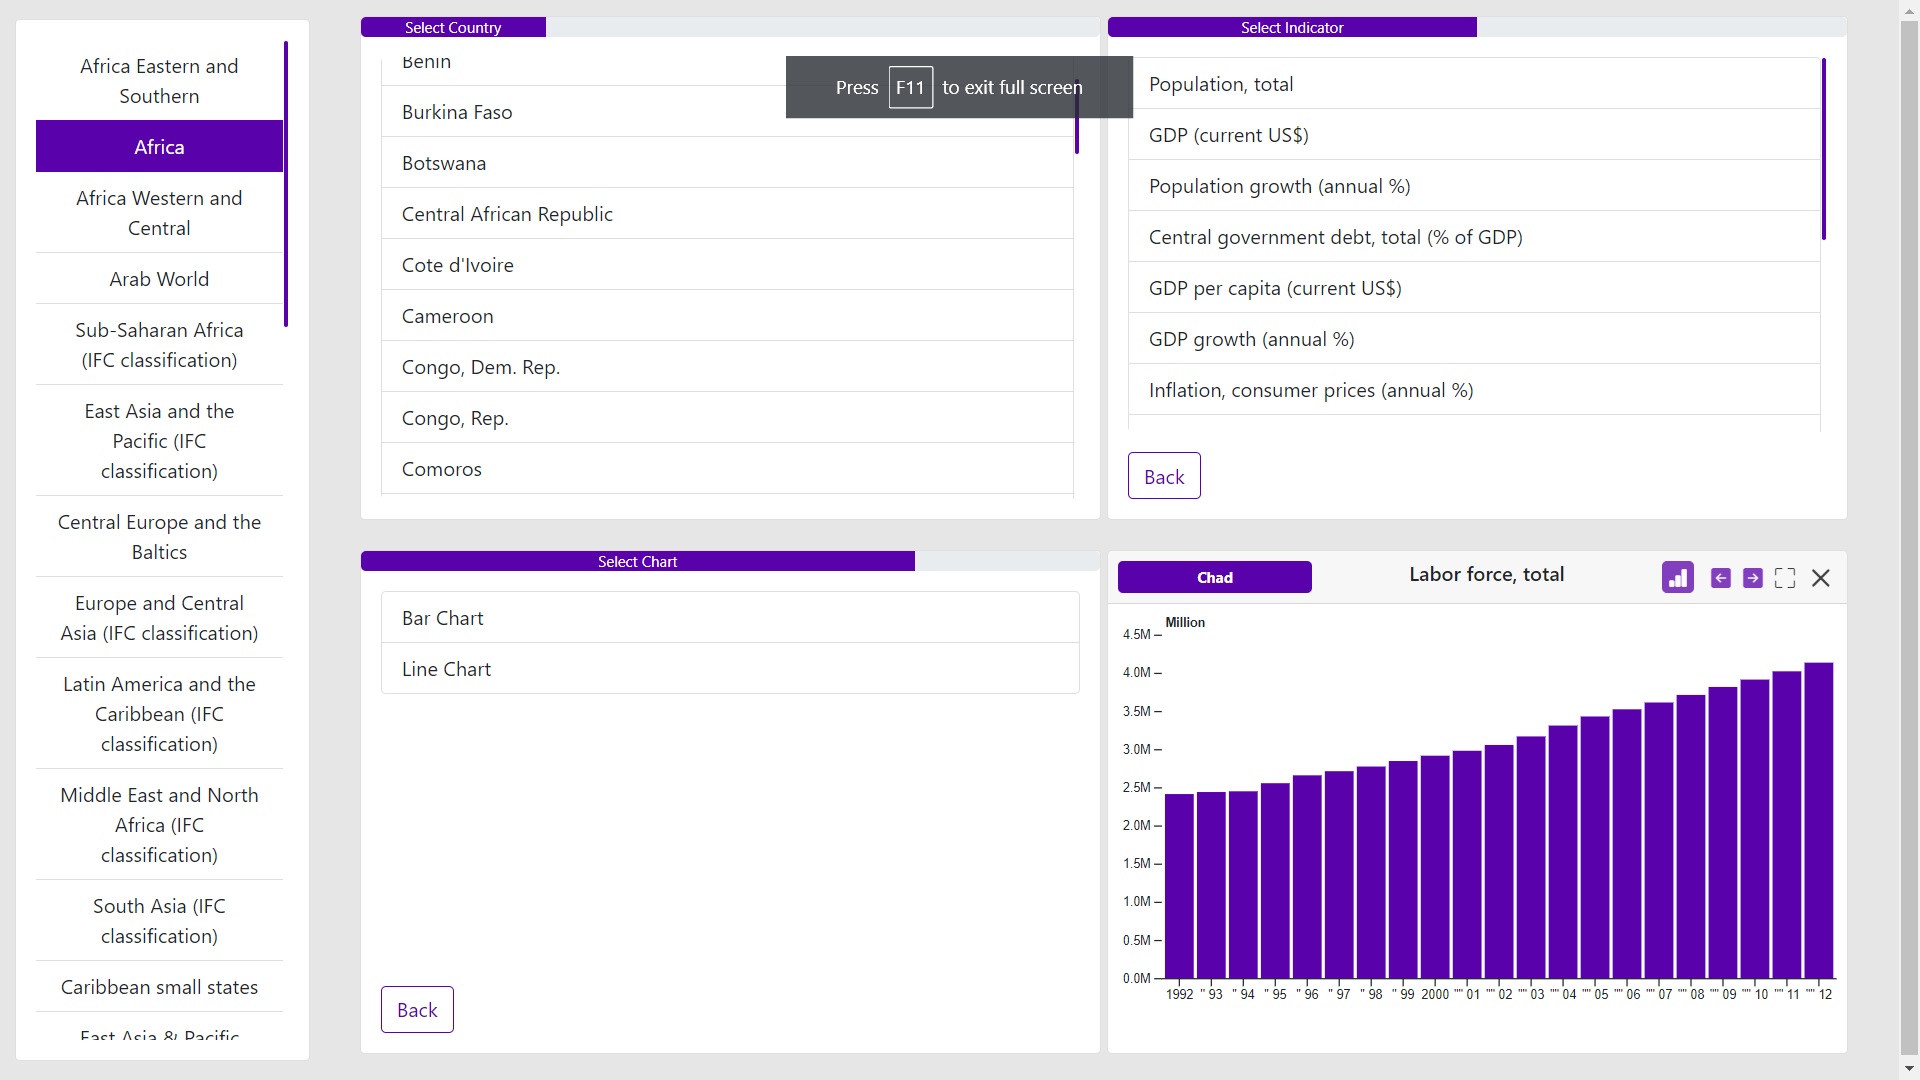 Africa Eastern and
Southern
Africa
Africa Western and
Central
Arab World
Sub-Saharan Africa
(IFC classification)
East Asia and the
Pacific (IFC
classification)
Central Europe and the
Baltics
Europe and Central
Asia (IFC classification)
Latin America and the
Caribbean (IFC
classification)
Middle East and North
Africa (IFC
classification)
South Asia (IFC
classification)
Caribbean small states
East Asia & Pacific
Select Country
Benin
Burkina Faso
Botswana
Central African Republic
Cote d'Ivoire
Cameroon
Congo, Dem. Rep.
Congo, Rep.
Comoros
Press F11 to exit full screen
Select Indicator
Population, total
GDP (current US$)
Population growth (annual %)
Central government debt, total (% of GDP)
GDP per capita (current US$)
GDP growth (annual %)
Inflation, consumer prices (annual %)
Back
Select Chart
Bar Chart
Line Chart
Back
Chad
Labor force, total
Million
4.5M
4.0M
3.5M
3.0M
2.5M
2.0M
1.5M
1.0M
0.5M
0.0M
1992 " 93 " 94 " 95 " 96 " 97 " 98 " 99 2000 "" 01 "" 02 "" 03 "" 04 "" 05 "" 06 "" 07 "" 08 "" 09 "" 10 "" 11 "" 12